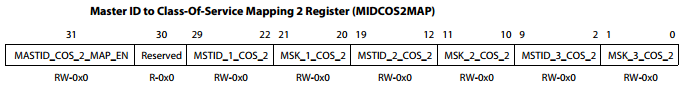 Master ID to Class-Of-Service Mapping 2 Register (MIDCOS2MAP)
31 30 29 22 21 20 19 12 11 10 9 2 1 0
MASTID_COS_2_MAP_EN Reserved MSTID_1_COS_2 MSK_1_COS_2 MSTID_2_COS_2 MSK_2_COS_2 MSTID_3_COS_2 MSK_3_COS_2
RW-0x0 R-0x0 RW-0x0 RW-0x0 RW-0x0 RW-0x0 RW-0x0 RW-0x0